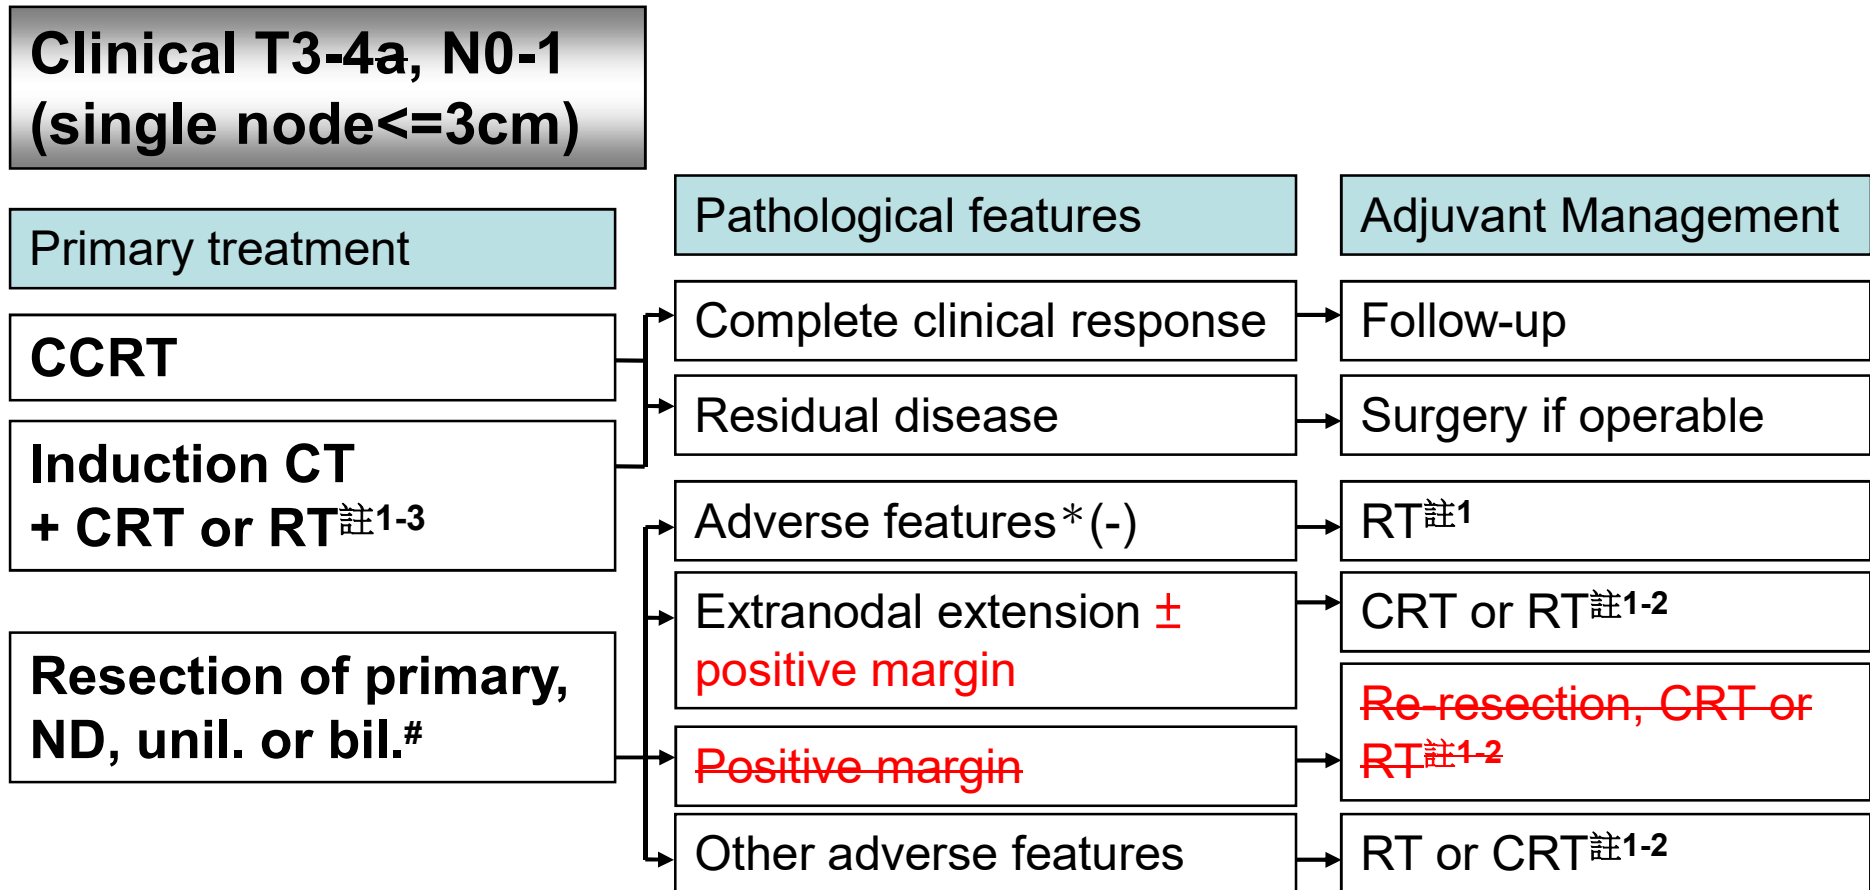 Clinical T3-4a, N0-1
(single node<=3cm)
Primary treatment
Pathological features
Adjuvant Management
CCRT
Complete clinical response
Follow-up
Induction CT
+ CRT or RT註1-3
Residual disease
Surgery if operable
Resection of primary,
ND, unil. or bil.#
Adverse features*(-)
RT註1
Extranodal extension ±
positive margin
CRT or RT註1-2
Positive margin
Re-resection, CRT or
RT註1-2
Other adverse features
RT or CRT註1-2